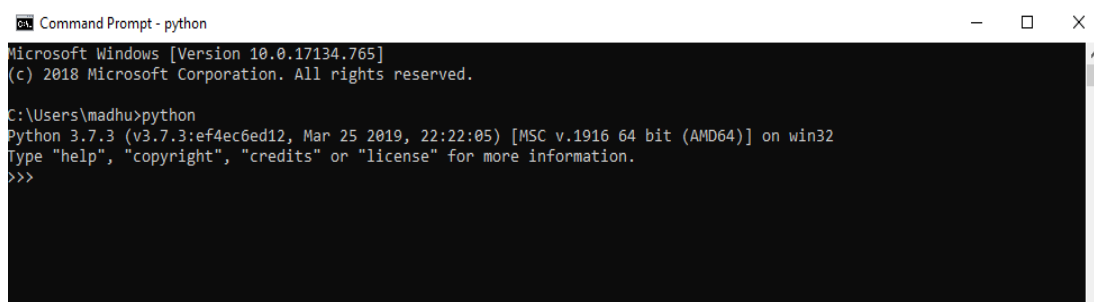 Command Prompt - python
Microsoft Windows [Version 10.0.17134.765]
(c) 2018 Microsoft Corporation. All rights reserved.
C:\Users\madhu>python
Python 3.7.3 (v3.7.3:ef4ec6ed12, Mar 25 2019, 22:22:05) [MSC v.1916 64 bit (AMD64)] on win32
Type "help", "copyright", "credits" or "license" for more information.
>>>